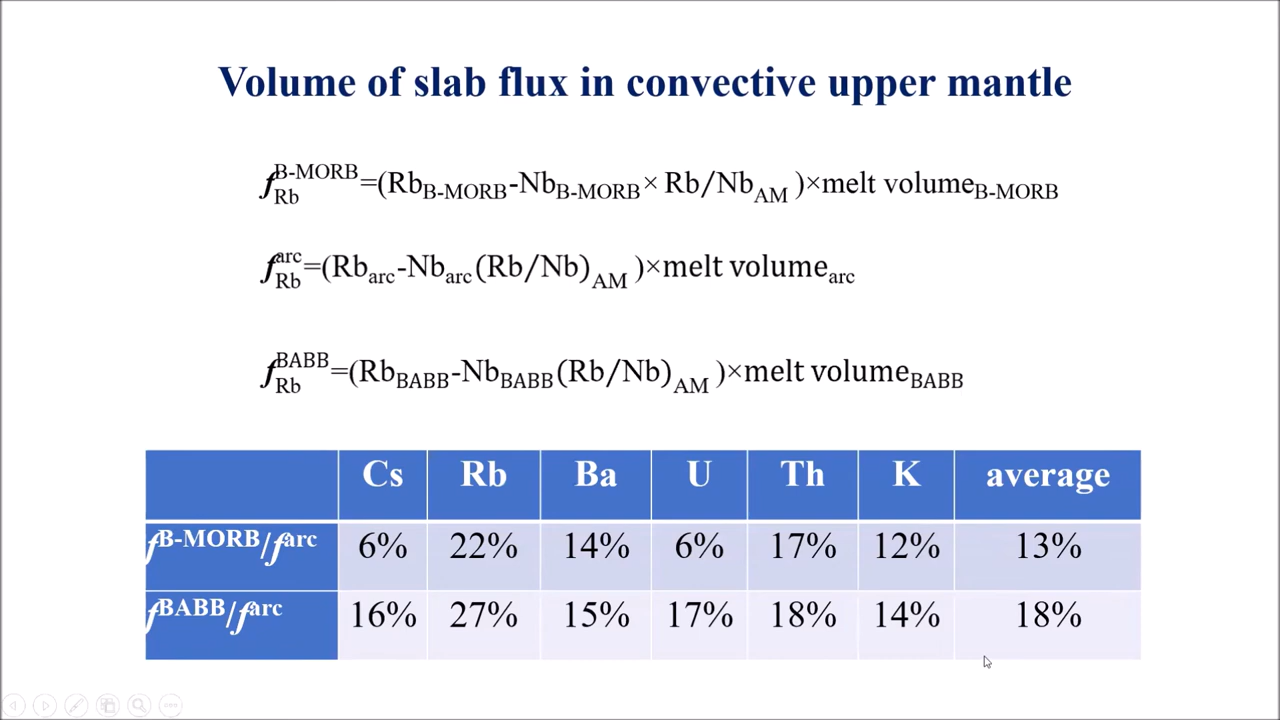 Volume of slab flux in convective upper mantle
f_Rb^B-MORB=(Rb_B-MORB-Nb_B-MORB× Rb/Nb_AM )×melt volume_B-MORB
f_Rb^arc=(Rb_arc-Nb_arc(Rb/Nb)_AM )×melt volume_arc
f_Rb^BABB=(Rb_BABB-Nb_BABB(Rb/Nb)_AM )×melt volume_BABB
Cs Rb Ba U Th K average
f^B-MORB/f^arc 6% 22% 14% 6% 17% 12% 13%
f^BABB/f^arc 16% 27% 15% 17% 18% 14% 18%